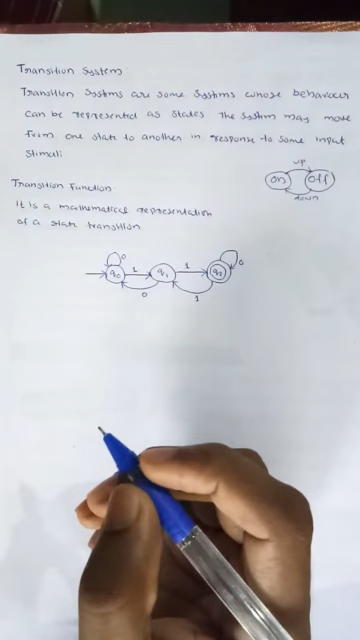 Transition System:
Transition Systems are some Systems whose behaviour
can be represented as states The System may move
from one state to another in response to some input
stimuli
up
on off
down
Transition Function
It is a mathematical representation
of a state transition
0 1 1 0
q0 q1 q2
0 1